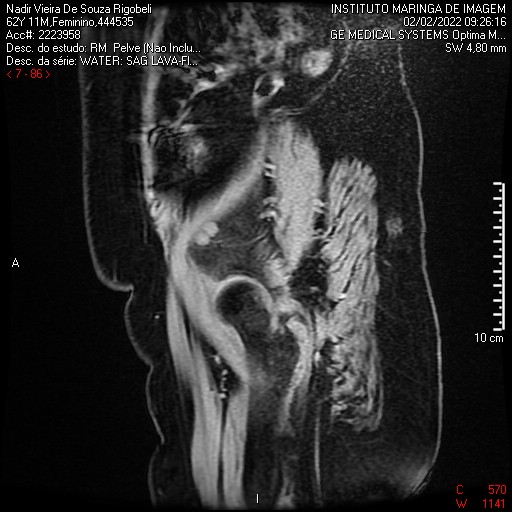 Nadir Vieira De Souza Rigobeli
62Y 11M,Feminino,444535
Acc#: 2223958
Desc. do estudo: RM Pelve (Nao Inclu...
Desc. da série: WATER: SAG LAVA-Fl...
< 7 - 86 >
INSTITUTO MARINGA DE IMAGEM
02/02/2022 09:26:16
GE MEDICAL SYSTEMS Optima M...
SW 4,80 mm
A
10 cm
I
C 570
W 1141